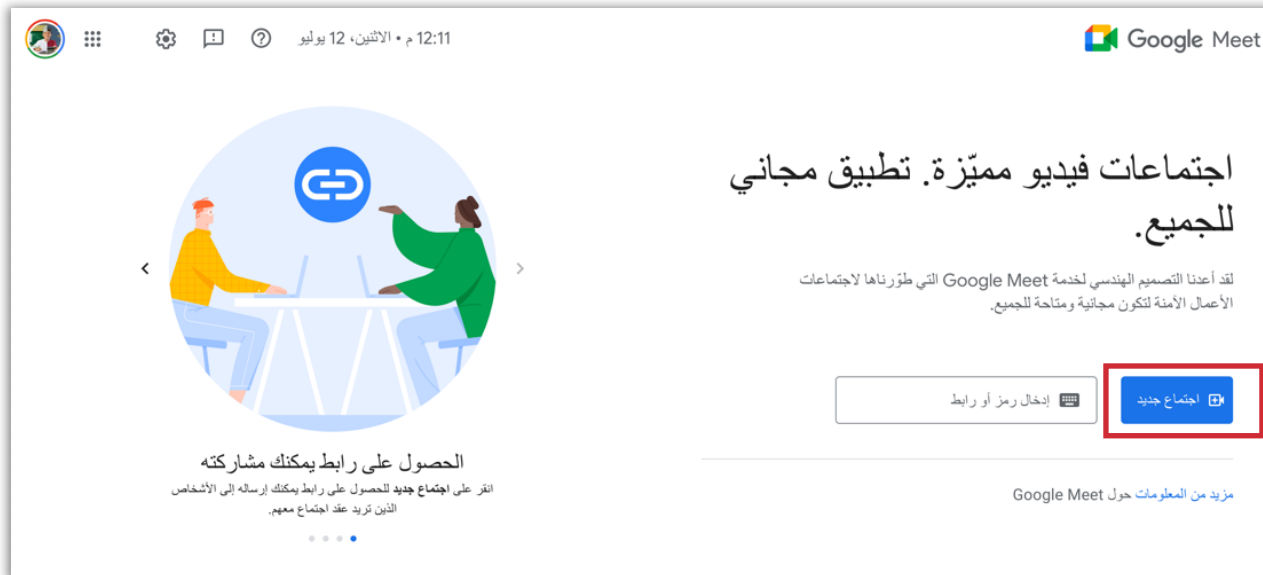 Google Meet
12:11 م • الاثنين، 12 يوليو
اجتماعات فيديو مميّزة. تطبيق مجاني
للجميع.
لقد أعدنا التصميم الهندسي لخدمة Google Meet التي طوّرناها لاجتماعات
الأعمال الآمنة لتكون مجانية ومتاحة للجميع.
اجتماع جديد
إدخال رمز أو رابط
مزيد من المعلومات حول Google Meet
الحصول على رابط يمكنك مشاركته
انقر على اجتماع جديد للحصول على رابط يمكنك إرساله إلى الأشخاص
الذين تريد عقد اجتماع معهم.